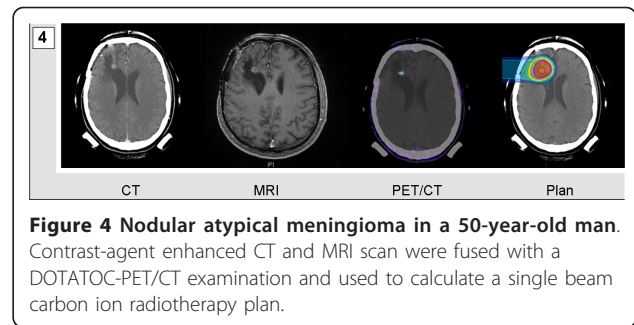 4
CT MRI PET/CT Plan
Figure 4 Nodular atypical meningioma in a 50-year-old man.
Contrast-agent enhanced CT and MRI scan were fused with a
DOTATOC-PET/CT examination and used to calculate a single beam
carbon ion radiotherapy plan.